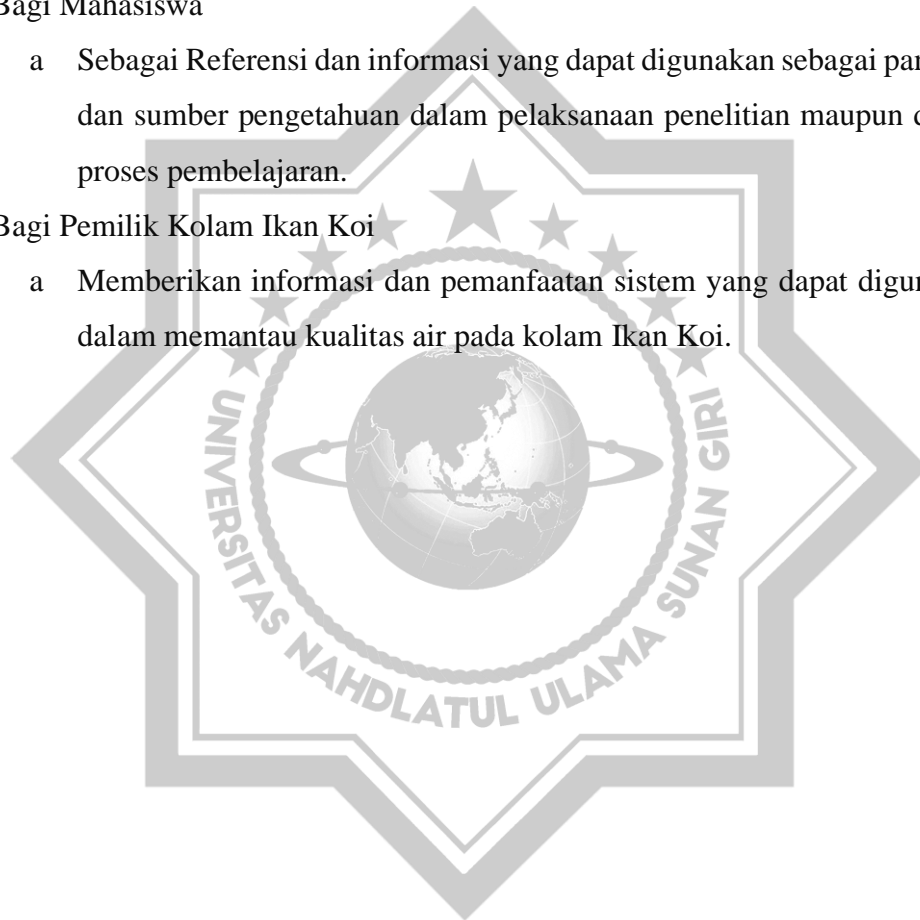 Bagi Mahasiswa
a Sebagai Referensi dan informasi yang dapat digunakan sebagai
dan sumber pengetahuan dalam pelaksanaan penelitian maupun
proses pembelajaran.
Bagi Pemilik Kolam Ikan Koi
a Memberikan informasi dan pemanfaatan sistem yang dapat
dalam memantau kualitas air pada kolam Ikan Koi.
UNIVERSITAS NAHDLATUL ULAMA SUNAN GIRI